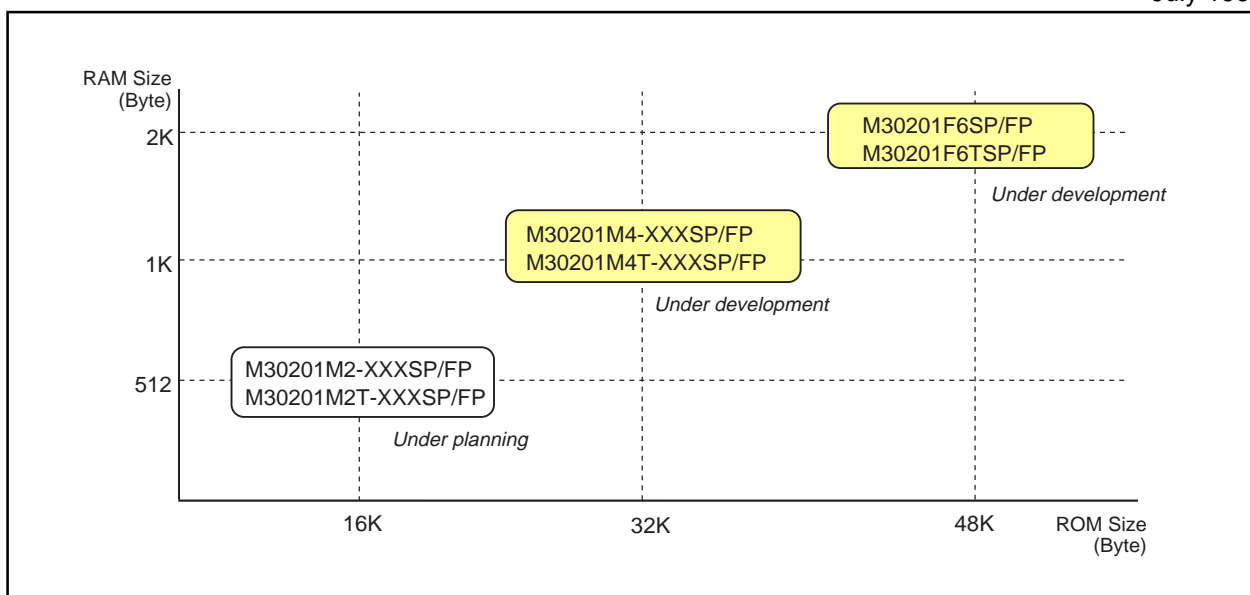 RAM Size
(Byte)
2K
M30201F6SP/FP
M30201F6TSP/FP
Under development
M30201M4-XXXSP/FP
M30201M4T-XXXSP/FP
1K
Under development
M30201M2-XXXSP/FP
512
M30201M2T-XXXSP/FP
Under planning
16K
32K
48K
ROM Size
(Byte)